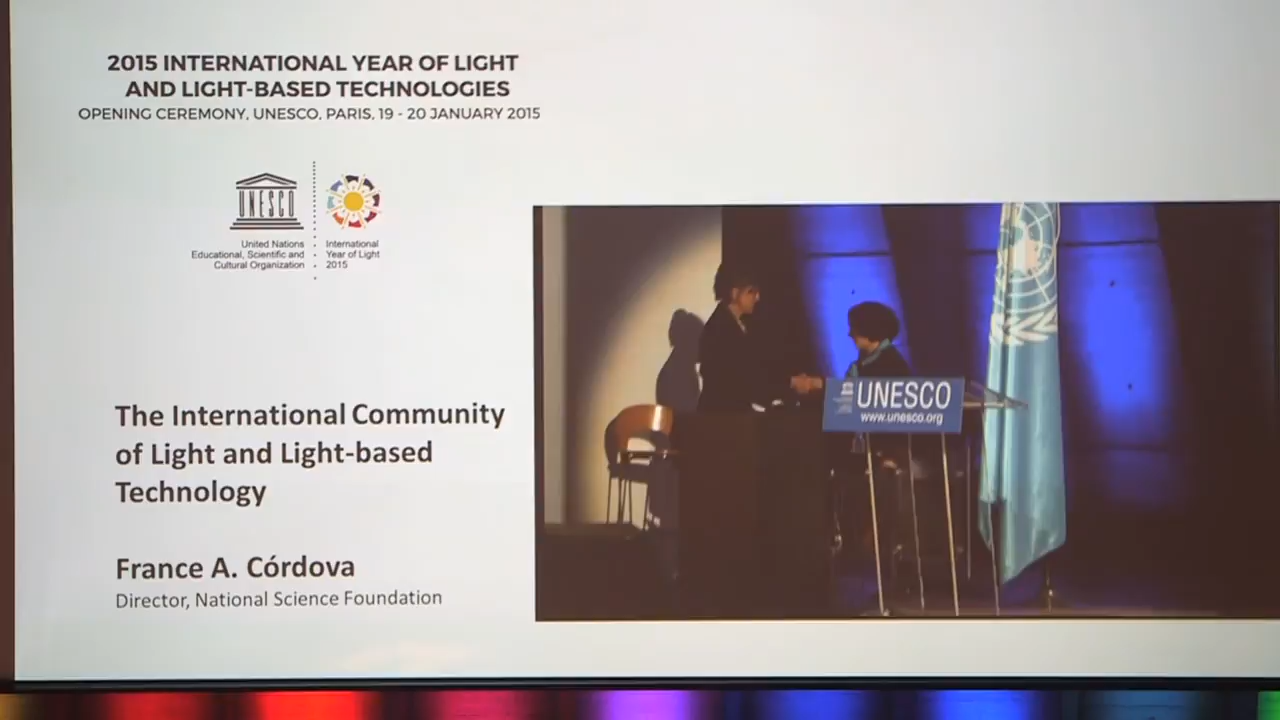 2015 INTERNATIONAL YEAR OF LIGHT
AND LIGHT-BASED TECHNOLOGIES
OPENING CEREMONY, UNESCO, PARIS, 19 - 20 JANUARY 2015
UNESCO
United Nations
Educational, Scientific and
Cultural Organization
International
Year of Light
2015
The International Community
of Light and Light-based
Technology
France A. Córdova
Director, National Science Foundation
UNESCO
www.unesco.org